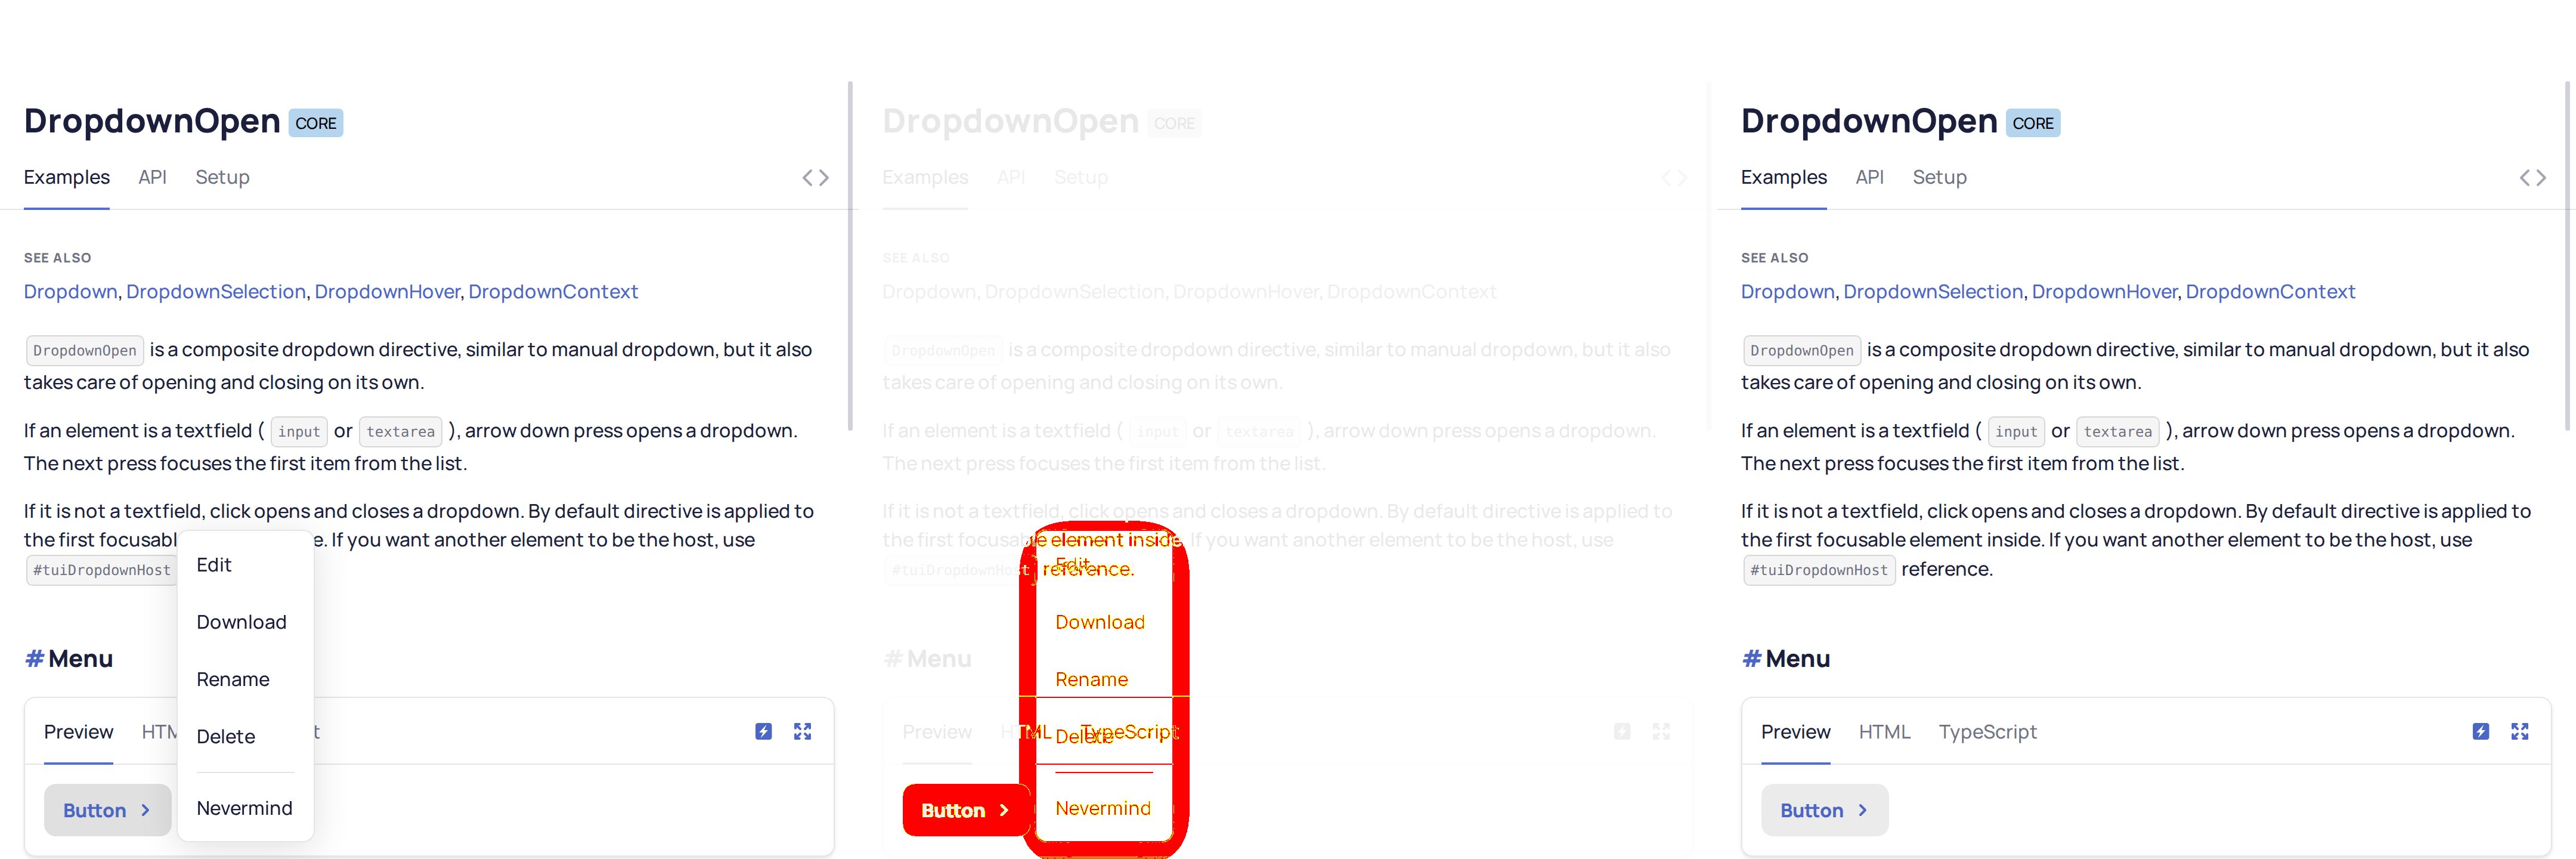 DropdownOpen CORE
Examples API Setup
SEE ALSO
Dropdown, DropdownSelection, DropdownHover, DropdownContext
DropdownOpen is a composite dropdown directive, similar to manual dropdown, but it also
takes care of opening and closing on its own.
If an element is a textfield ( input or textarea ), arrow down press opens a dropdown.
The next press focuses the first item from the list.
If it is not a textfield, click opens and closes a dropdown. By default directive is applied to
the first focusabl e. If you want another element to be the host, use
#tuiDropdownHost
Edit
Download
# Menu
Rename
Preview HTM t
Delete
Button
Nevermind
DropdownOpen CORE
Examples API Setup
SEE ALSO
Dropdown, DropdownSelection, DropdownHover, DropdownContext
DropdownOpen is a composite dropdown directive, similar to manual dropdown, but it also
takes care of opening and closing on its own.
If an element is a textfield ( input or textarea ), arrow down press opens a dropdown.
The next press focuses the first item from the list.
If it is not a textfield, click opens and closes a dropdown. By default directive is applied to
the first focusable element inside. If you want another element to be the host, use
#tuiDropdownHost reference.
Edit
Download
# Menu
Rename
Preview HTML TypeScript
Delete
Button
Nevermind
DropdownOpen CORE
Examples API Setup
SEE ALSO
Dropdown, DropdownSelection, DropdownHover, DropdownContext
DropdownOpen is a composite dropdown directive, similar to manual dropdown, but it also
takes care of opening and closing on its own.
If an element is a textfield ( input or textarea ), arrow down press opens a dropdown.
The next press focuses the first item from the list.
If it is not a textfield, click opens and closes a dropdown. By default directive is applied to
the first focusable element inside. If you want another element to be the host, use
#tuiDropdownHost reference.
# Menu
Preview HTML TypeScript
Button